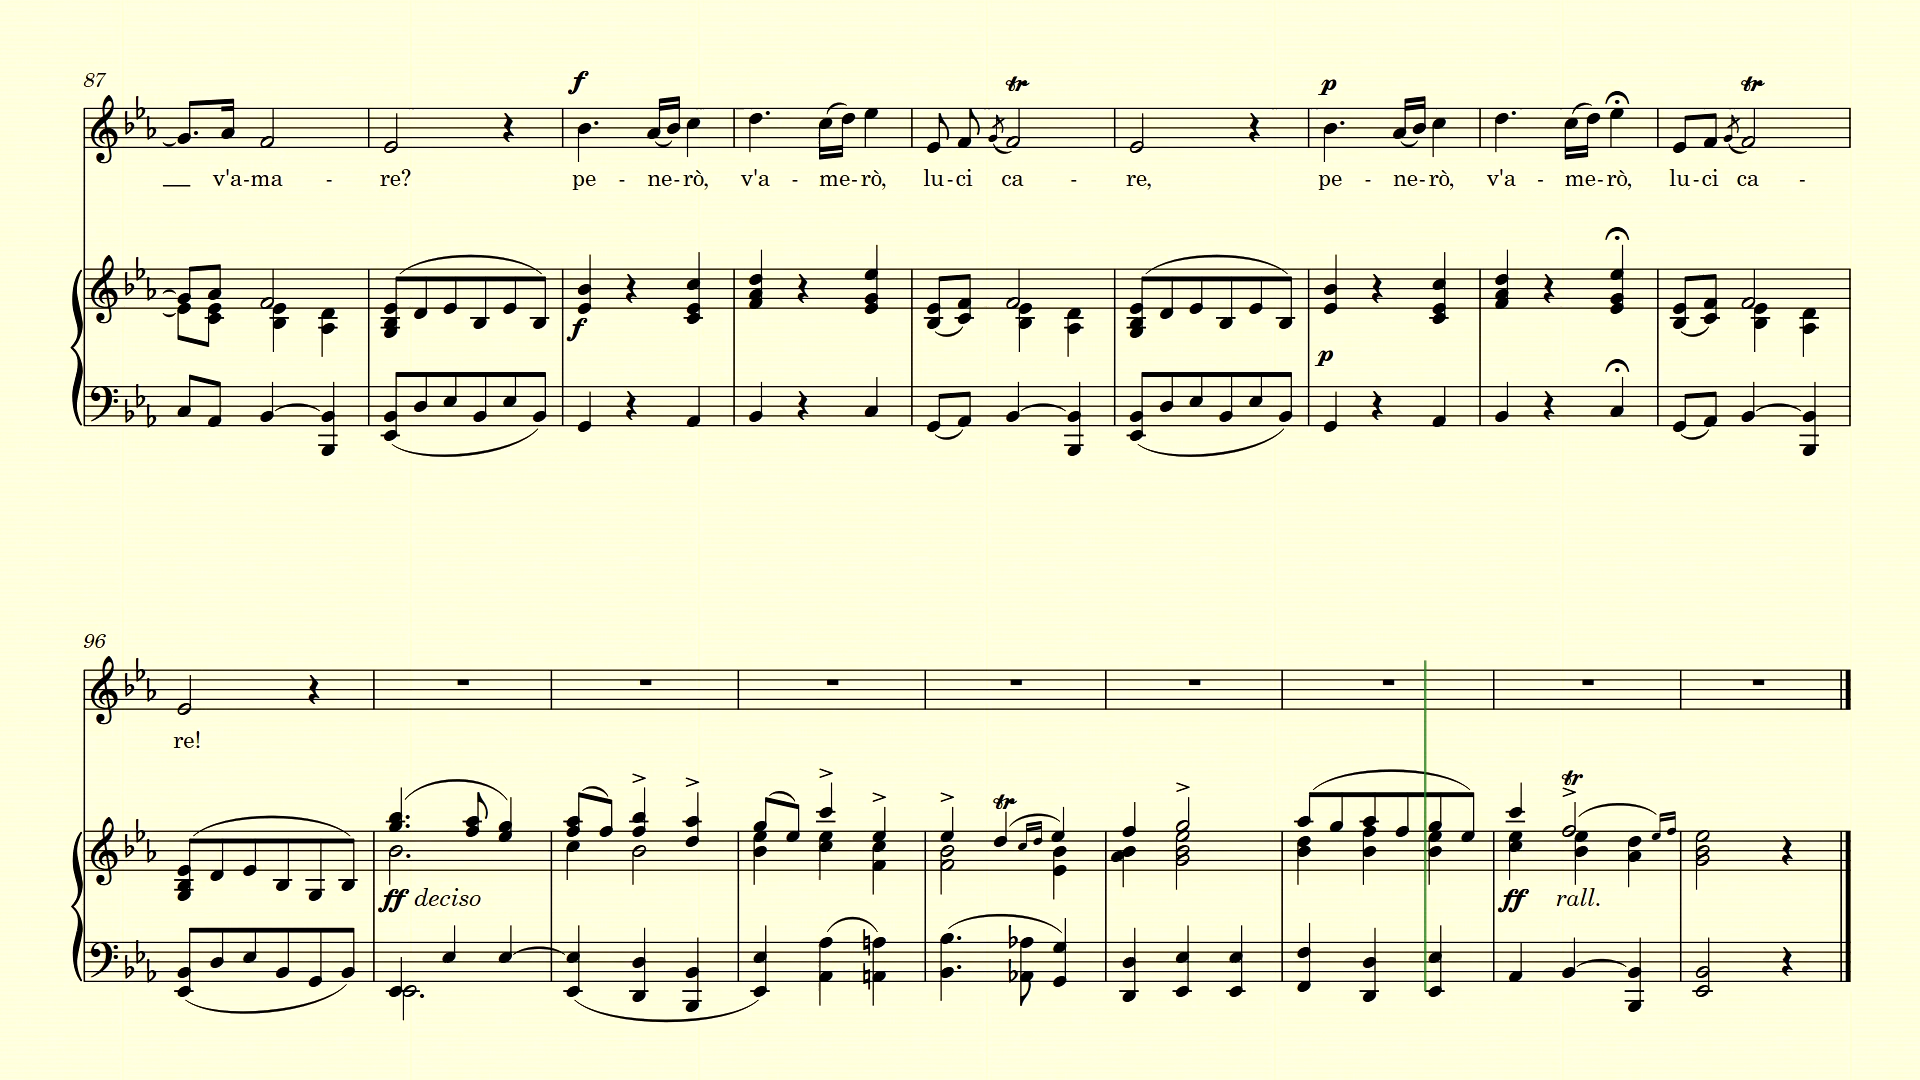 87
f tr p tr
v'a-ma - re? pe - ne-rò, v'a - me-rò, lu-ci ca - re, pe - ne-rò, v'a - me-rò, lu-ci ca -
f
p
96
re!
tr tr
ff deciso ff rall.